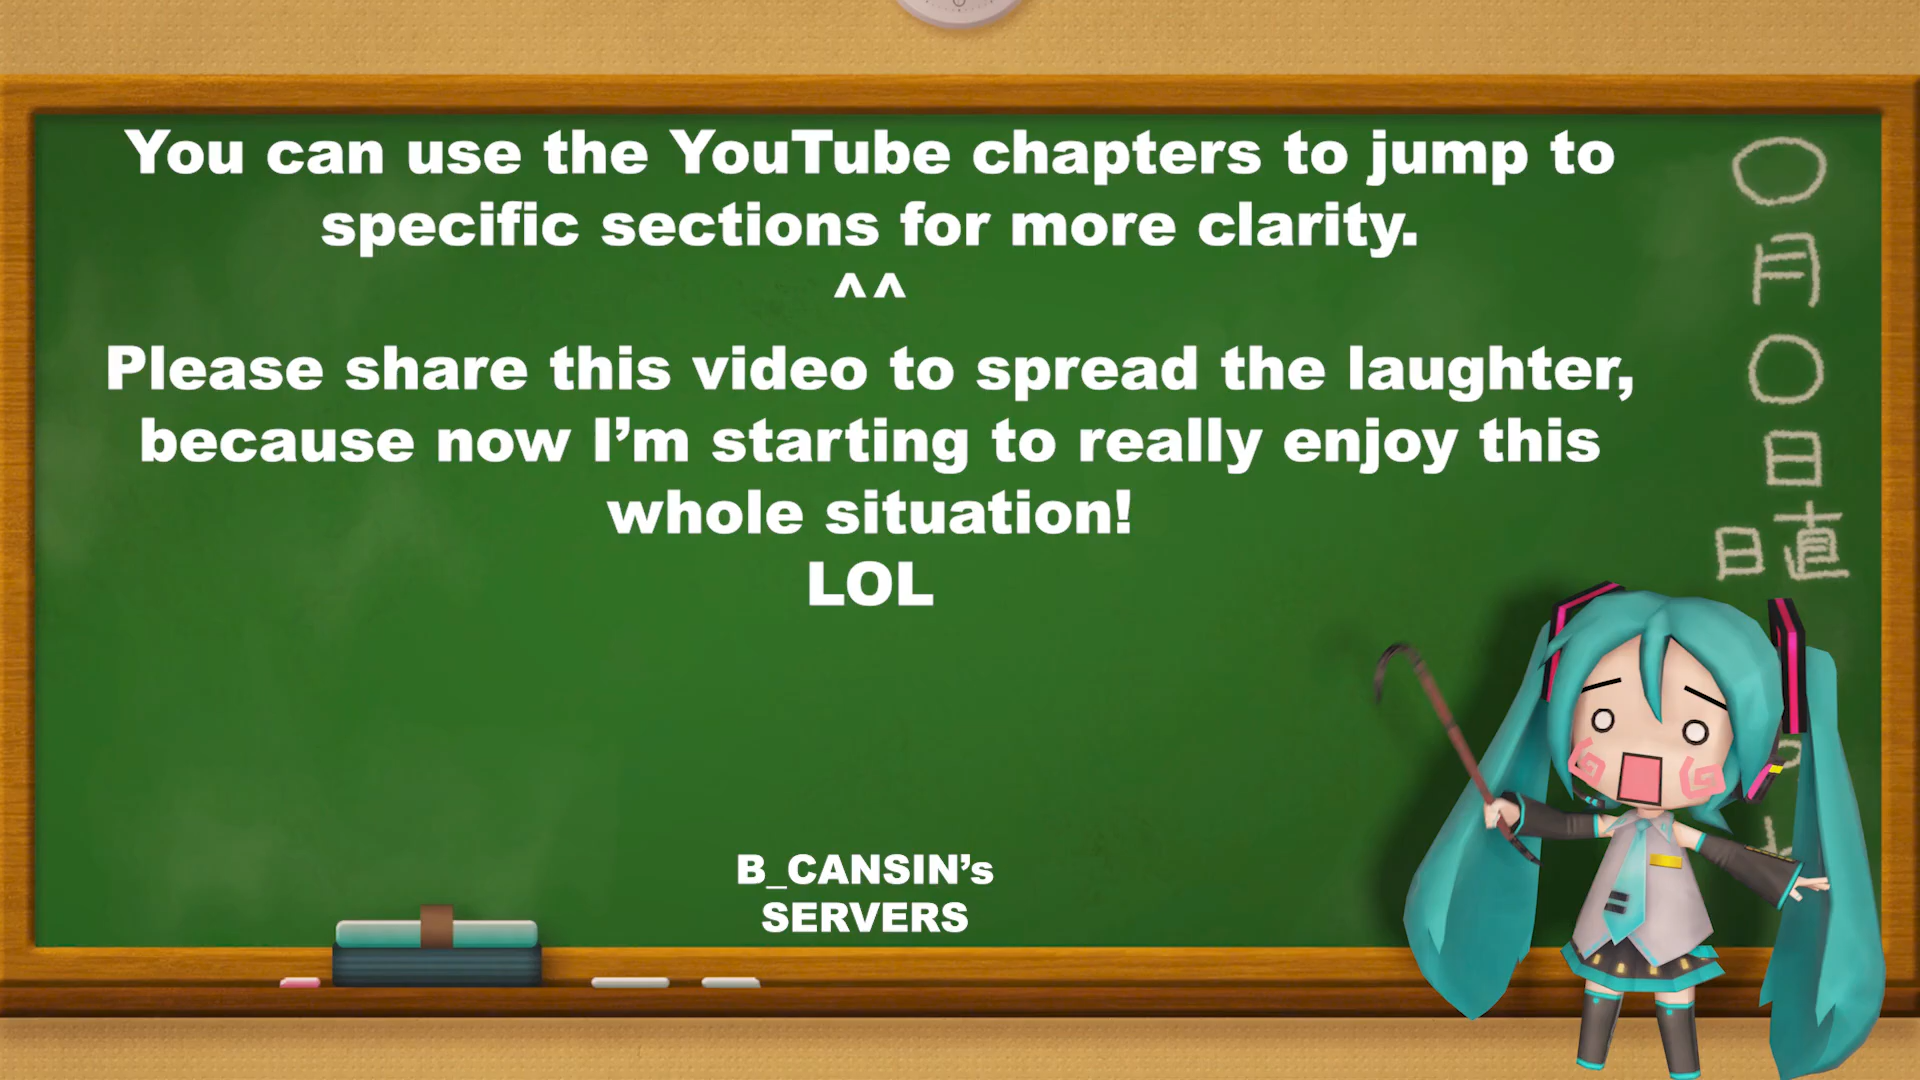 You can use the YouTube chapters to jump to
specific sections for more clarity.
^^
Please share this video to spread the laughter,
because now I’m starting to really enjoy this
whole situation!
LOL
B_CANSIN’s
SERVERS
〇月〇日
日直